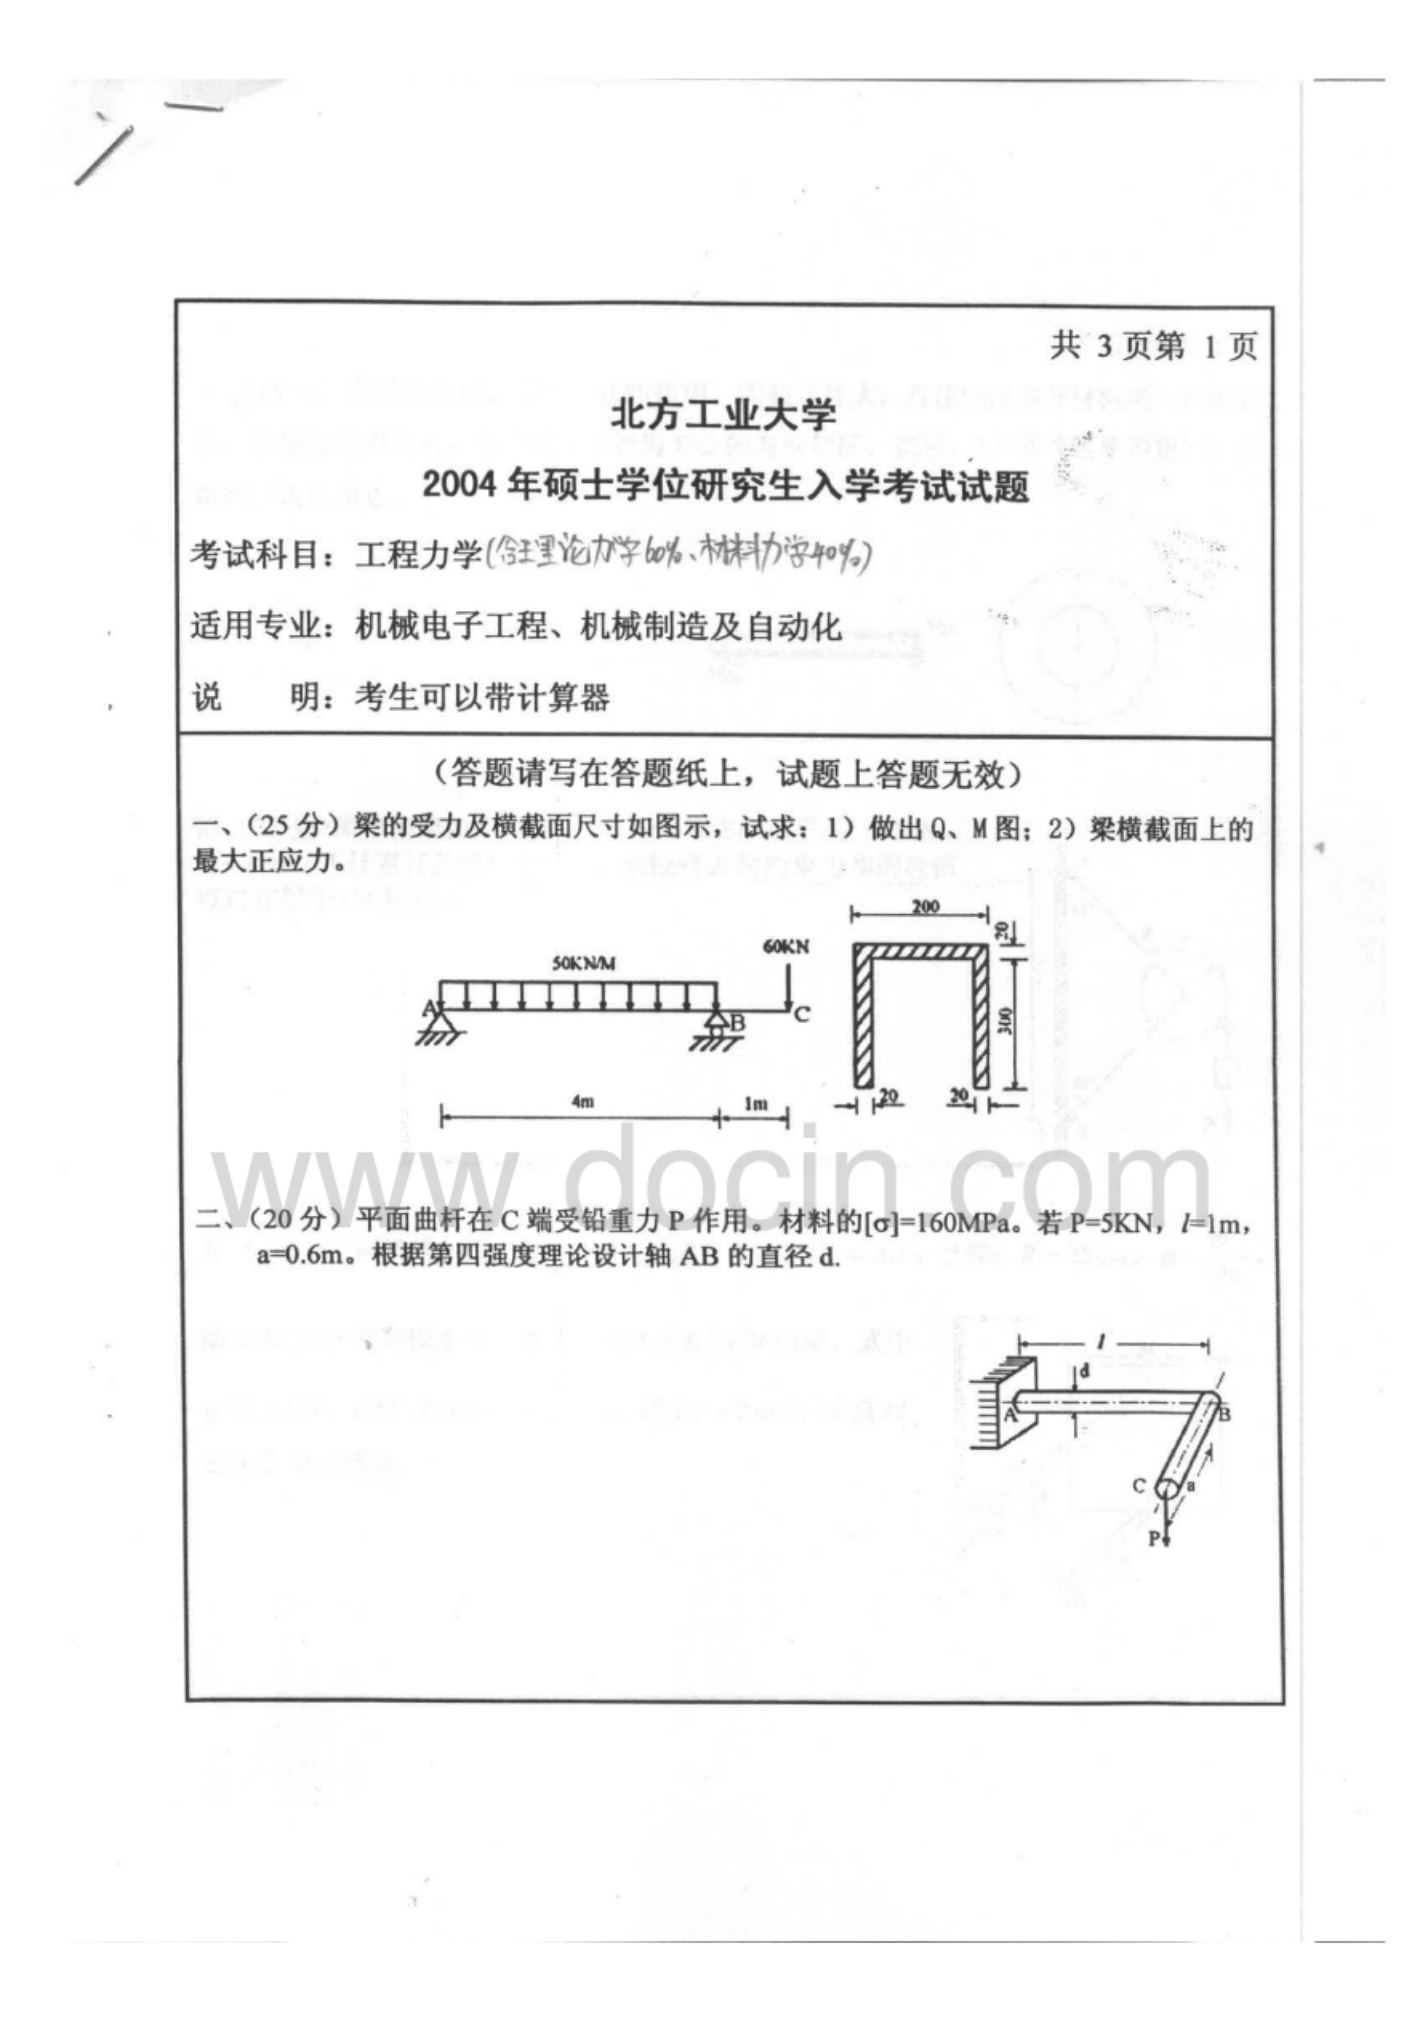 共 3 页第 1 页
北方工业大学
2004 年硕士学位研究生入学考试试题
考试科目：工程力学(含理论力学60%、材料力学40%)
适用专业：机械电子工程、机械制造及自动化
说　　明：考生可以带计算器
（答题请写在答题纸上，试题上答题无效）
一、（25 分）梁的受力及横截面尺寸如图示，试求：1）做出 Q、M 图；2）梁横截面上的
最大正应力。
200
20
60KN
50KN/M
A
B
C
300
20
20
4m
1m
www.docin.com
二、（20 分）平面曲杆在 C 端受铅重力 P 作用。材料的[σ]=160MPa。若 P=5KN，l=1m，
a=0.6m。根据第四强度理论设计轴 AB 的直径 d.
l
d
A
B
C
a
P